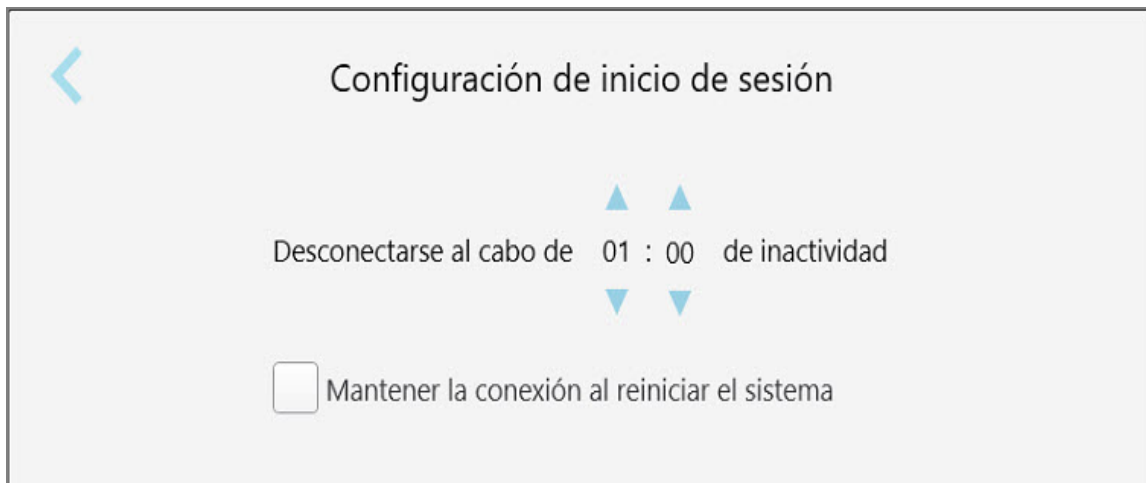 Configuración de inicio de sesión
Desconectarse al cabo de 01 : 00 de inactividad
Mantener la conexión al reiniciar el sistema